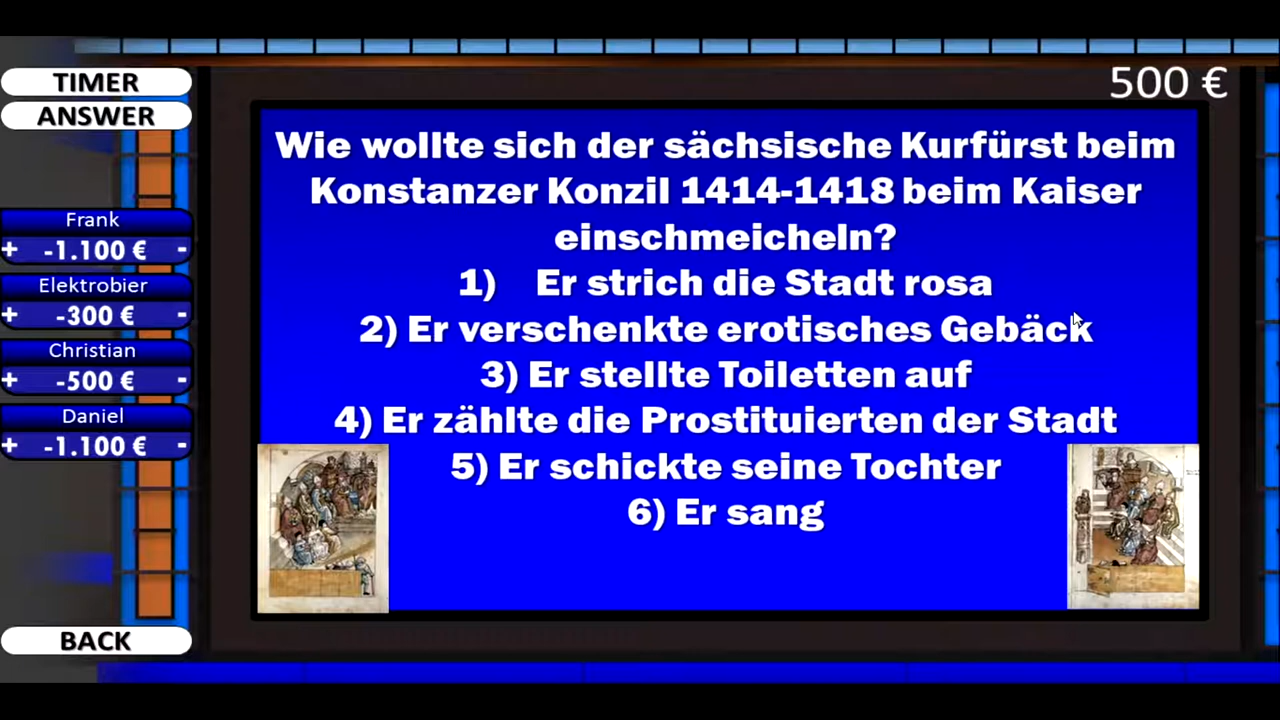 500 €
TIMER
ANSWER
Frank
+ -1.100 € -
Elektrobier
+ -300 € -
Christian
+ -500 € -
Daniel
+ -1.100 € -
BACK
Wie wollte sich der sächsische Kurfürst beim
Konstanzer Konzil 1414-1418 beim Kaiser
einschmeicheln?
1) Er strich die Stadt rosa
2) Er verschenkte erotisches Gebäck
3) Er stellte Toiletten auf
4) Er zählte die Prostituierten der Stadt
5) Er schickte seine Tochter
6) Er sang